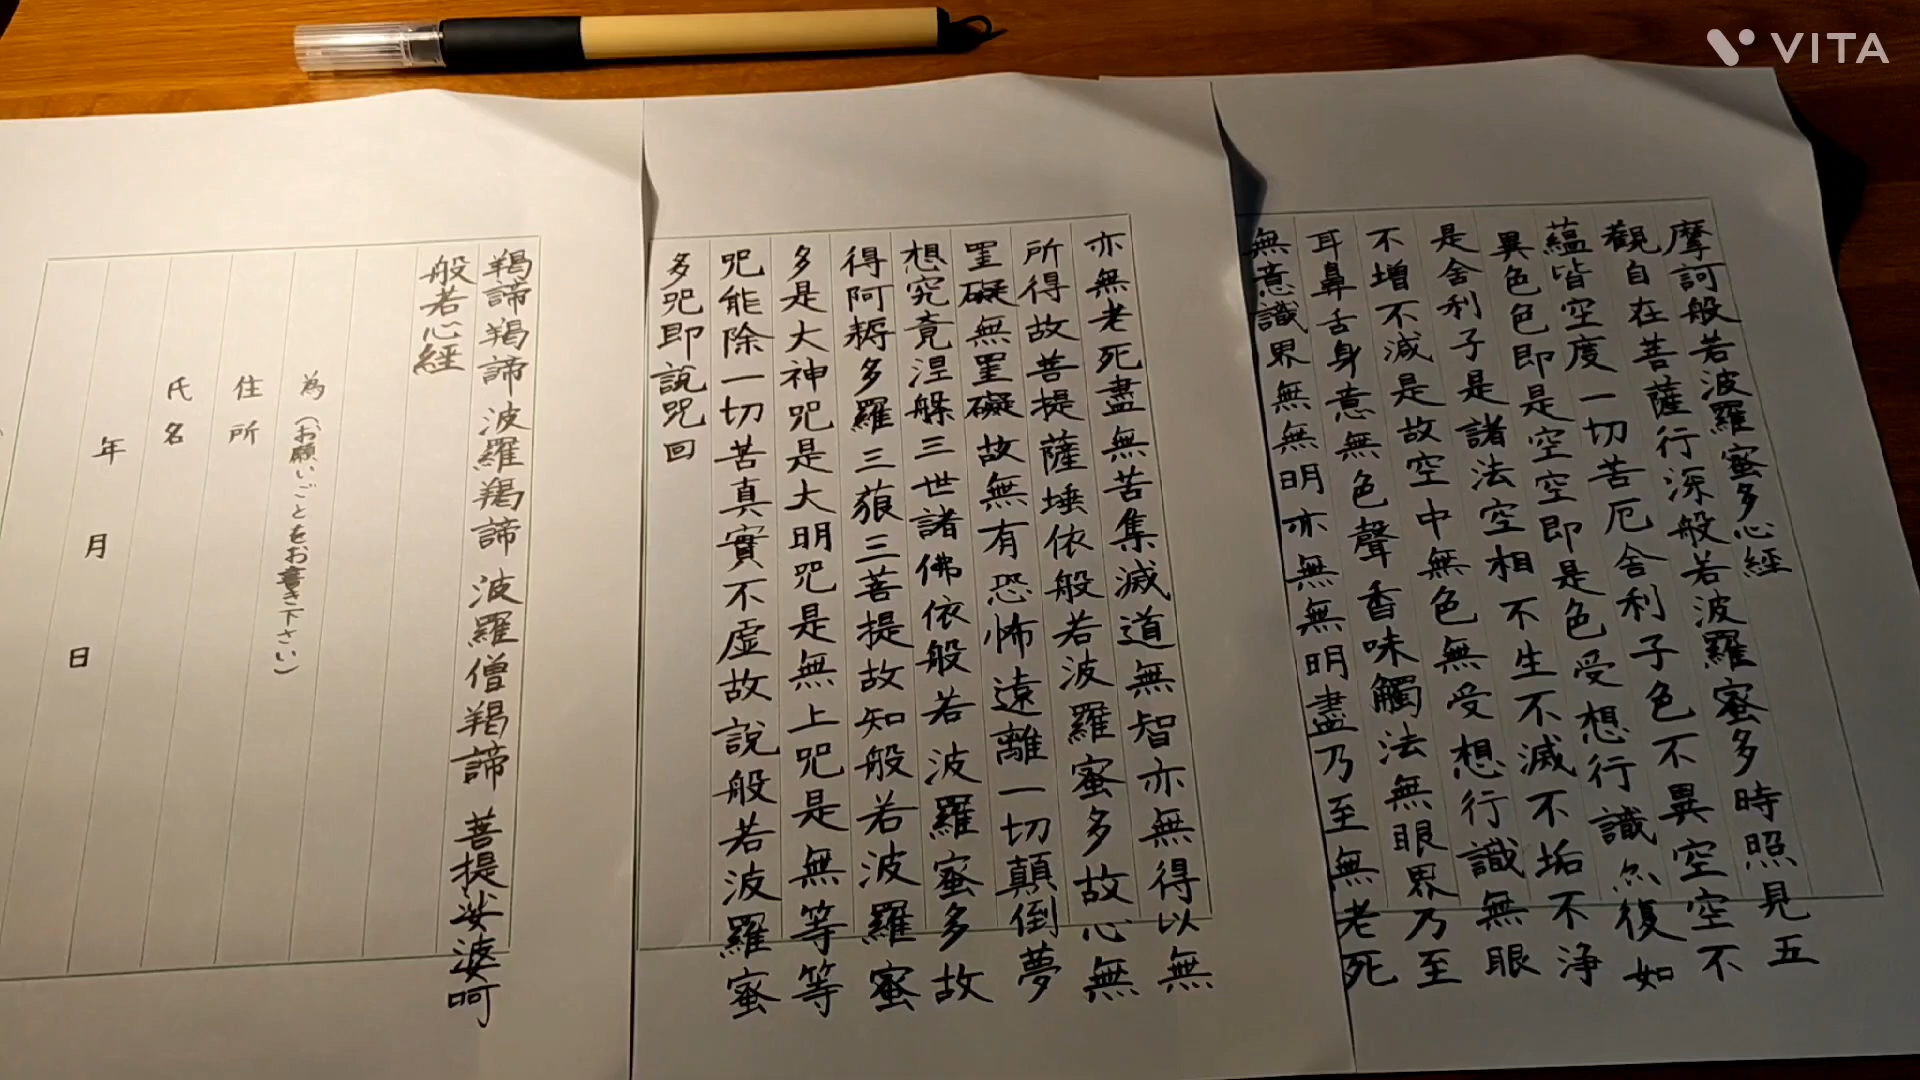 VITA
摩訶般若波羅蜜多心経
観自在菩薩行深般若波羅蜜多時照見五
蘊皆空度一切苦厄舎利子色不異空空不
異色色即是空空即是色受想行識亦復如
是舎利子是諸法空相不生不滅不垢不浄
不増不減是故空中無色無受想行識無眼
耳鼻舌身意無色聲香味觸法無眼界乃至
無意識界無無明亦無無明盡乃至無老死
亦無老死盡無苦集滅道無智亦無得以無
所得故菩提薩埵依般若波羅蜜多故心無
罣礙無罣礙故無有恐怖遠離一切顛倒夢
想究竟涅槃三世諸佛依般若波羅蜜多故
得阿耨多羅三藐三菩提故知般若波羅蜜
多是大神咒是大明咒是無上咒是無等等
咒能除一切苦真實不虚故説般若波羅蜜
多咒即説咒曰
羯諦羯諦波羅羯諦波羅僧羯諦菩提娑婆呵
般若心経
為(お願いごとをお書き下さい)
住所
氏名
年月日